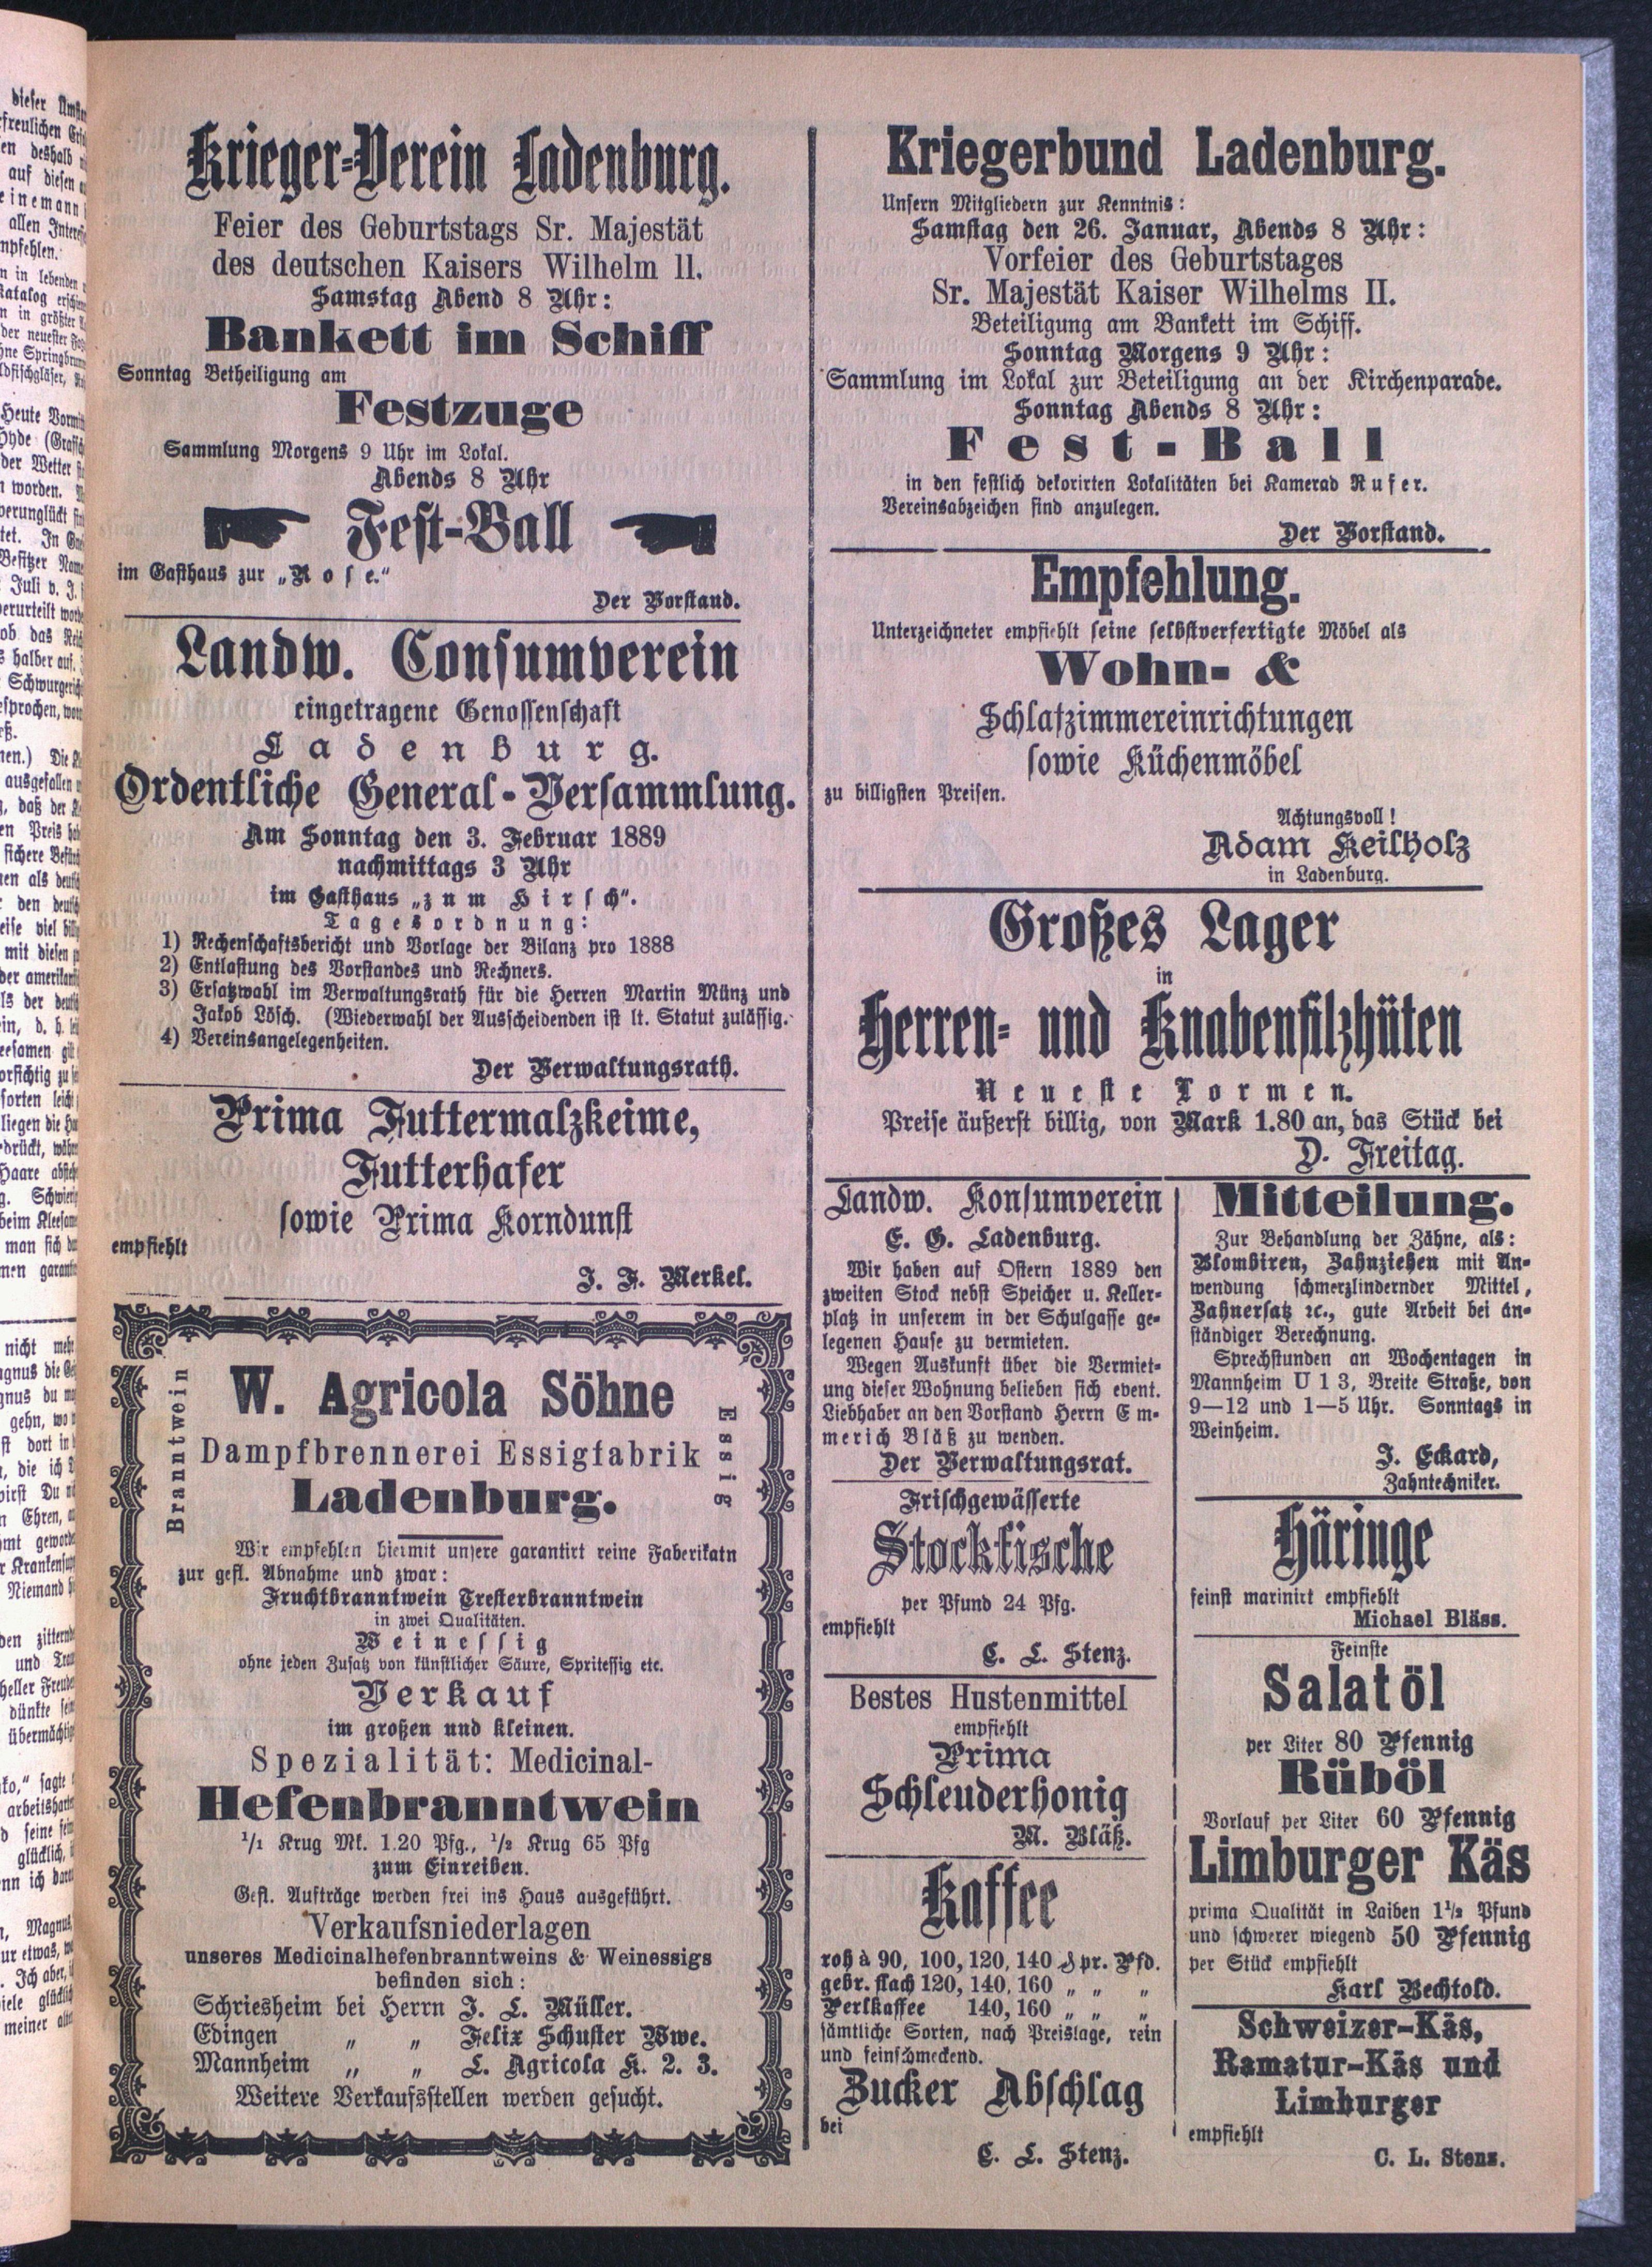 Krieger-Verein Ladenburg.
Feier des Geburtstags Sr. Majestät
des deutschen Kaisers Wilhelm II.
Samstag Abend 8 Uhr:
Bankett im Schiff
Sonntag Betheiligung am
Festzuge
Sammlung Morgens 9 Uhr im Lokal.
Abends 8 Uhr
Fest-Ball
im Gasthaus zur „Rose."
Der Vorstand.
Landw. Consumverein
eingetragene Genossenschaft
Ladenburg.
Ordentliche General-Versammlung.
Am Sonntag den 3. Februar 1889
nachmittags 3 Uhr
im Gasthaus „zum Hirsch".
Tagesordnung:
1) Rechenschaftsbericht und Vorlage der Bilanz pro 1888
2) Entlastung des Vorstandes und Rechners.
3) Ersatzwahl im Verwaltungsrath für die Herren Martin Münz und
Jakob Lösch. (Wiederwahl der Ausscheidenden ist lt. Statut zulässig.
4) Vereinsangelegenheiten.
Der Verwaltungsrath.
Prima Futtermalzkeime,
Futterhafer
sowie Prima Korndunst
empfiehlt
J. F. Merkel.
Branntwein
W. Agricola Söhne
Essig
Dampfbrennerei Essigfabrik
Ladenburg.
Wir empfehlen hiermit unsere garantirt reine Faberikatn
zur gefl. Abnahme und zwar:
Fruchtbranntwein Tresterbranntwein
in zwei Qualitäten.
Weinessig
ohne jeden Zusatz von künstlicher Säure, Spritessig etc.
Verkauf
im großen und kleinen.
Spezialität: Medicinal-
Hefenbranntwein
1/1 Krug Mk. 1.20 Pfg., 1/2 Krug 65 Pfg
zum Einreiben.
Gefl. Aufträge werden frei ins Haus ausgeführt.
Verkaufsniederlagen
unseres Medicinalhefenbranntweins & Weinessigs
befinden sich:
Schriesheim bei Herrn J. L. Müller.
Edingen „ „ Felix Schuster Wwe.
Mannheim „ „ L. Agricola K. 2. 3.
Weitere Verkaufsstellen werden gesucht.
Kriegerbund Ladenburg.
Unsern Mitgliedern zur Kenntnis:
Samstag den 26. Januar, Abends 8 Uhr:
Vorfeier des Geburtstages
Sr. Majestät Kaiser Wilhelms II.
Beteiligung am Bankett im Schiff.
Sonntag Morgens 9 Uhr:
Sammlung im Lokal zur Beteiligung an der Kirchenparade.
Sonntag Abends 8 Uhr:
Fest-Ball
in den festlich dekorirten Lokalitäten bei Kamerad Rufer.
Vereinsabzeichen sind anzulegen.
Der Vorstand.
Empfehlung.
Unterzeichneter empfiehlt seine selbstverfertigte Möbel als
Wohn- &
Schlafzimmereinrichtungen
sowie Küchenmöbel
zu billigsten Preisen.
Achtungsvoll!
Adam Keilholz
in Ladenburg.
Großes Lager
in
Herren- und Knabenfilzhüten
Neueste Formen.
Preise äußerst billig, von Mark 1.80 an, das Stück bei
D. Freitag.
Landw. Konsumverein
E. G. Ladenburg.
Wir haben auf Ostern 1889 den
zweiten Stock nebst Speicher u. Keller-
platz in unserem in der Schulgasse ge-
legenen Hause zu vermieten.
Wegen Auskunft über die Vermiet-
ung dieser Wohnung belieben sich event.
Liebhaber an den Vorstand Herrn Em-
merich Bläß zu wenden.
Der Verwaltungsrat.
Frischgewässerte
Stockfische
per Pfund 24 Pfg.
empfiehlt
C. L. Stenz.
Bestes Hustenmittel
empfiehlt
Prima
Schleuderhonig
M. Bläß.
Kaffee
roh à 90, 100, 120, 140 ₰ pr. Pfd.
gebr. flach 120, 140, 160 „ „ „
Perlkaffee 140, 160 „ „ „
sämtliche Sorten, nach Preislage, rein
und feinschmeckend.
Zucker Abschlag
bei
C. L. Stenz.
Mitteilung.
Zur Behandlung der Zähne, als:
Blombiren, Zahnziehen mit An-
wendung schmerzlindernder Mittel,
Zahnersatz ꝛc., gute Arbeit bei an-
ständiger Berechnung.
Sprechstunden an Wochentagen in
Mannheim U 1 3, Breite Straße, von
9—12 und 1—5 Uhr. Sonntags in
Weinheim.
J. Eckard,
Zahntechniker.
Häringe
feinst marinirt empfiehlt
Michael Bläss.
Feinste
Salatöl
per Liter 80 Pfennig
Rüböl
Vorlauf per Liter 60 Pfennig
Limburger Käs
prima Qualität in Laiben 1 1/2 Pfund
und schwerer wiegend 50 Pfennig
per Stück empfiehlt
Karl Bechtold.
Schweizer-Käs,
Ramatur-Käs und
Limburger
empfiehlt
C. L. Stenz.